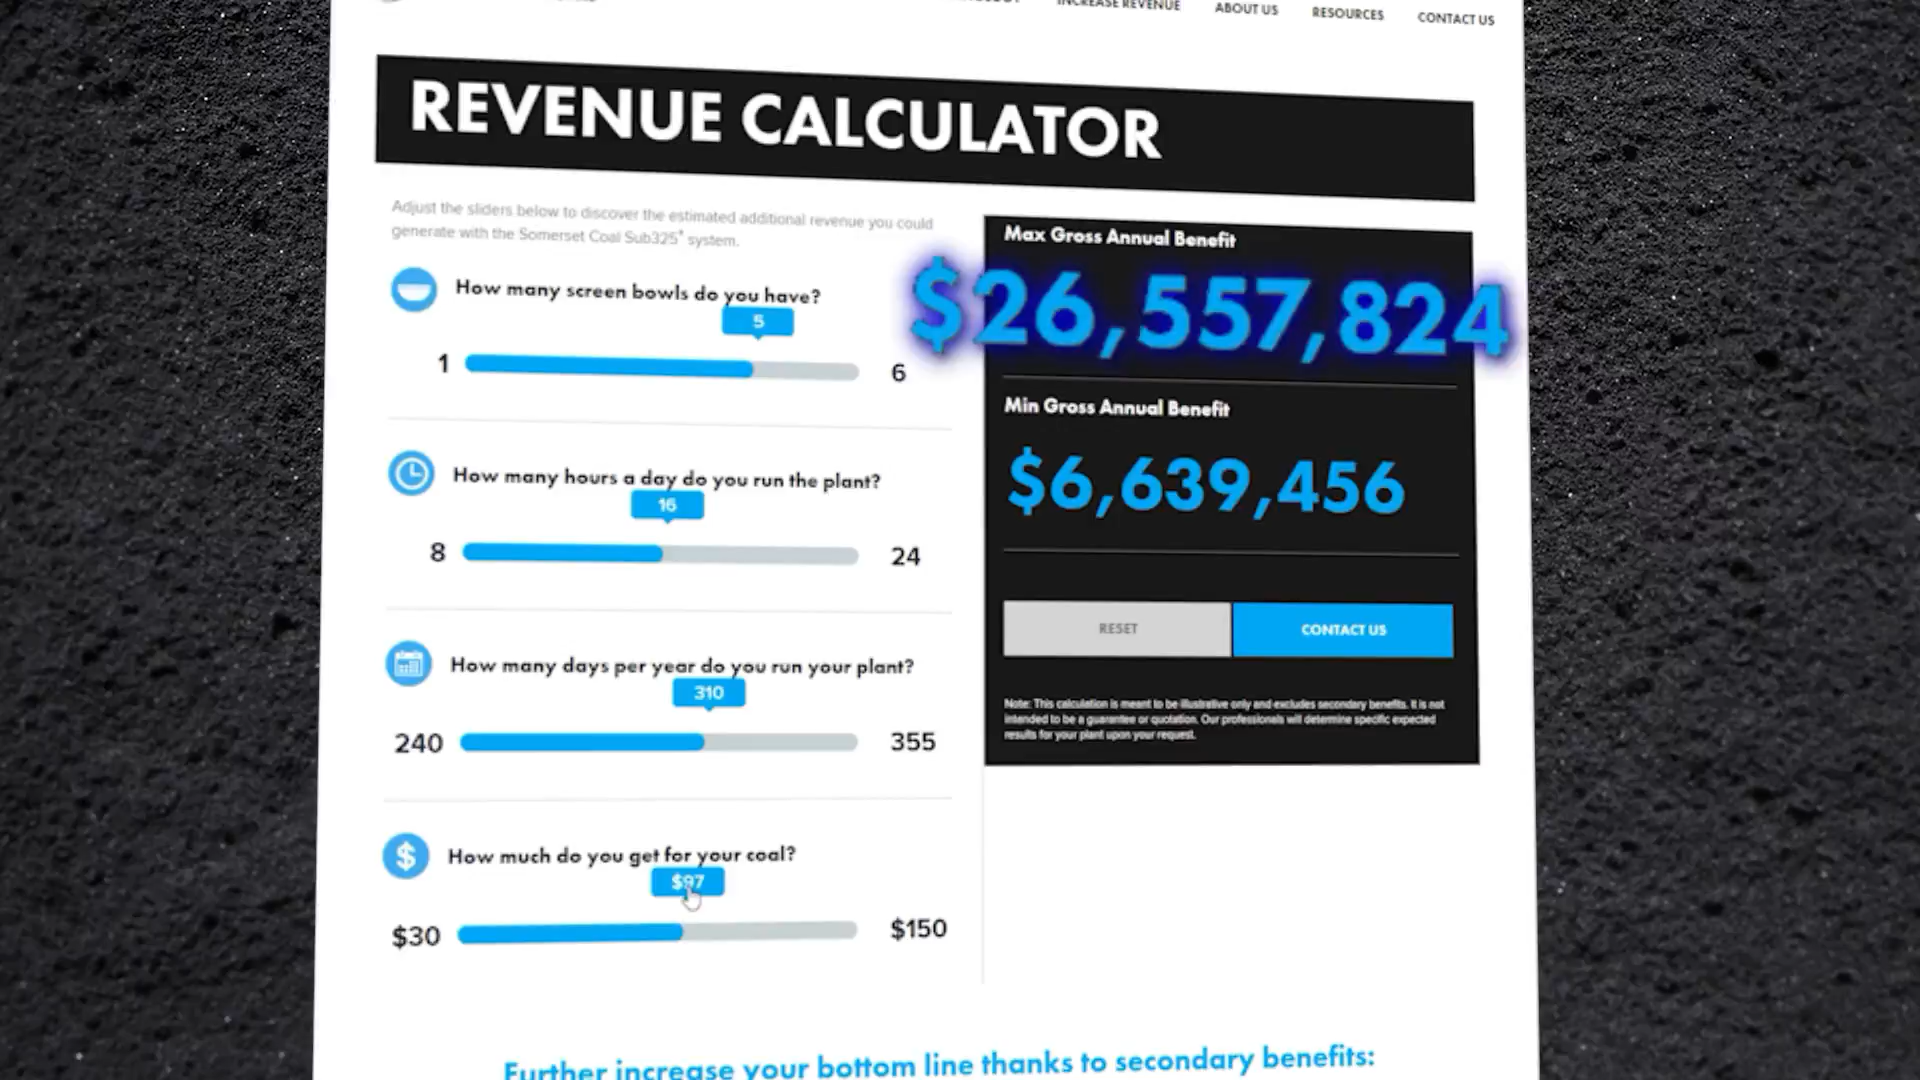 INCREASE REVENUE
ABOUT US
RESOURCES
CONTACT US
REVENUE CALCULATOR
Adjust the sliders below to discover the estimated additional revenue you could
generate with the Somerset Coal Sub325® system.
How many screen bowls do you have?
5
1
6
How many hours a day do you run the plant?
16
8
24
How many days per year do you run your plant?
310
240
355
How much do you get for your coal?
$97
$30
$150
Max Gross Annual Benefit
$26,557,824
Min Gross Annual Benefit
$6,639,456
RESET
CONTACT US
Note: This calculation is meant to be illustrative only and excludes secondary benefits. It is not
intended to be a guarantee or quotation. Our professionals will determine specific expected
results for your plant upon your request.
Further increase your bottom line thanks to secondary benefits: